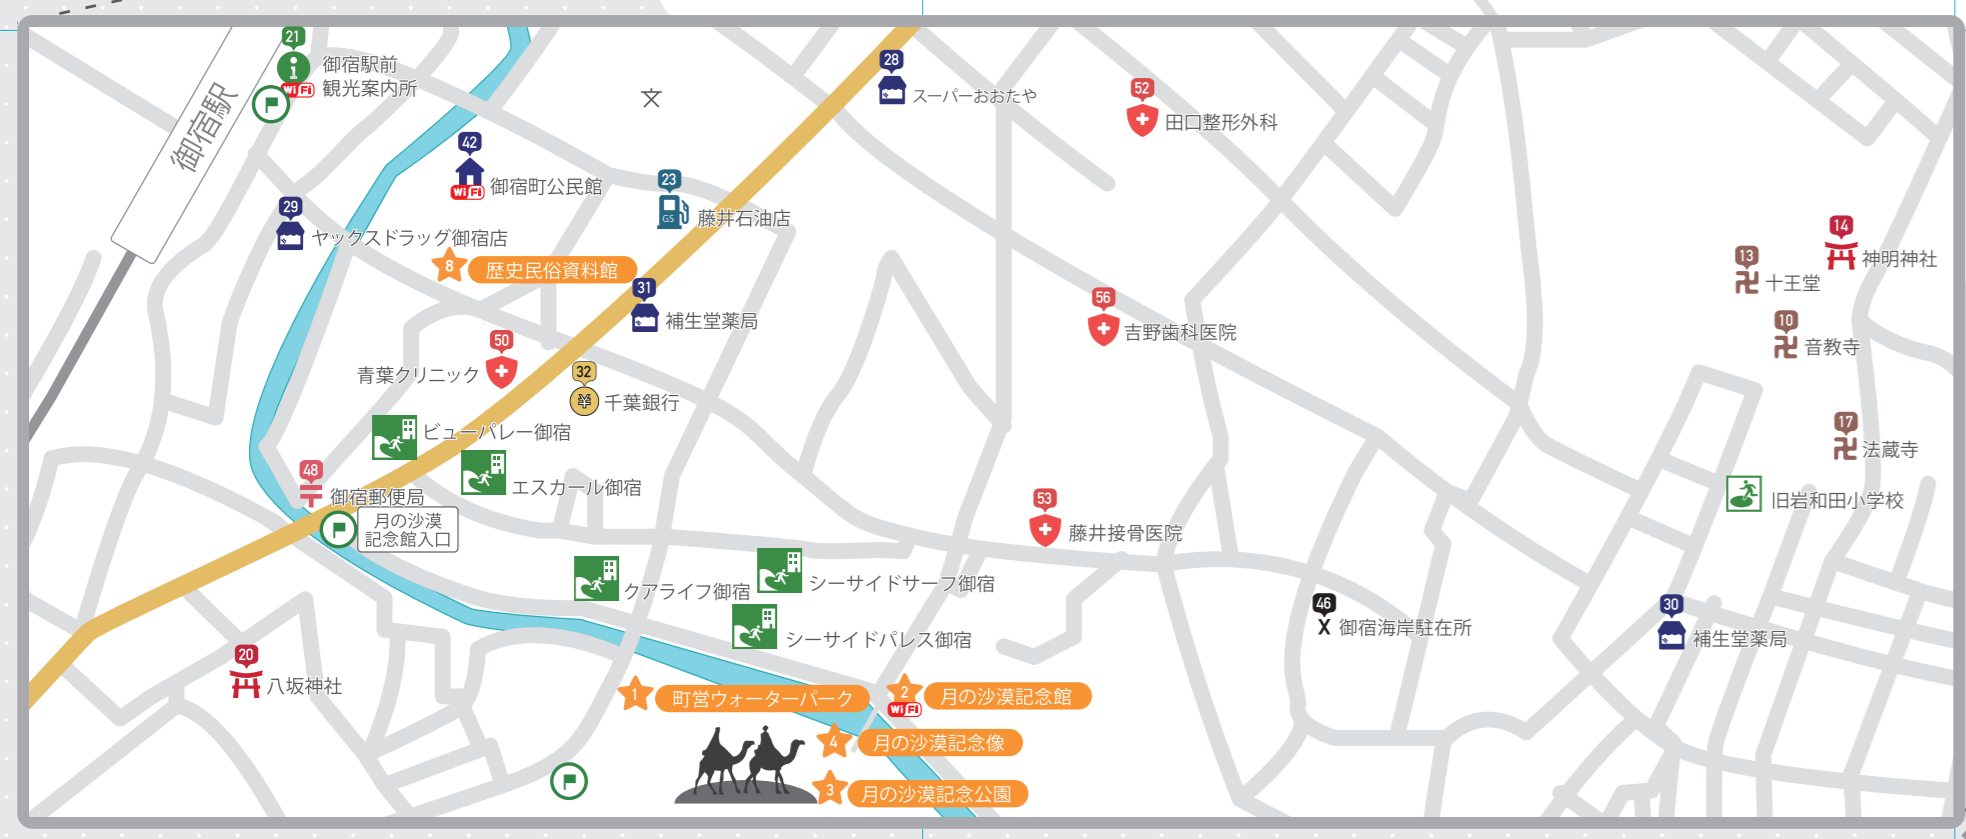 御宿駅
21
御宿駅前
観光案内所
WiFi
42
御宿町公民館
WiFi
29
ヤックスドラッグ御宿店
8
歴史民俗資料館
文
23
GS
藤井石油店
28
スーパーおおたや
52
田口整形外科
31
補生堂薬局
50
青葉クリニック
32
¥
千葉銀行
56
吉野歯科医院
14
神明神社
13
十王堂
10
音教寺
17
法蔵寺
旧岩和田小学校
ビューパレー御宿
エスカール御宿
48
御宿郵便局
月の沙漠
記念館入口
53
藤井接骨医院
クアライフ御宿
シーサイドサーフ御宿
シーサイドパレス御宿
46
X
御宿海岸駐在所
30
補生堂薬局
20
八坂神社
1
町営ウォーターパーク
2
WiFi
月の沙漠記念館
4
月の沙漠記念像
3
月の沙漠記念公園